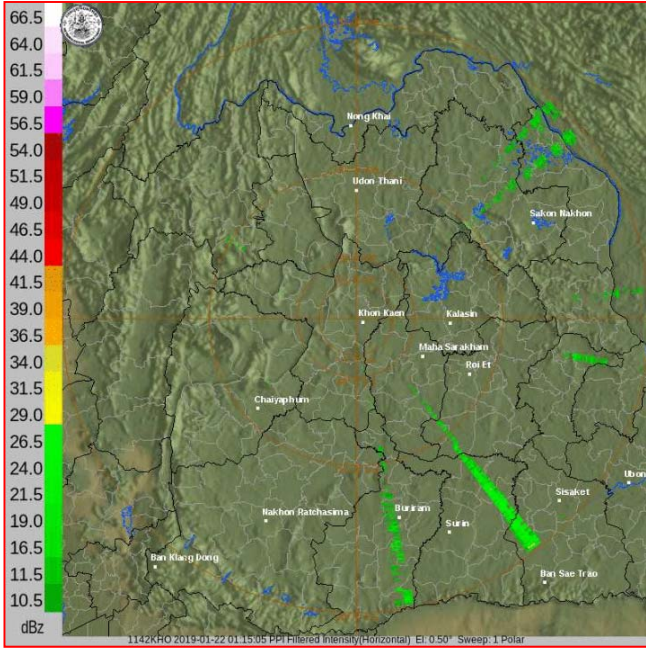 66.5
64.0
61.5
59.0
56.5
54.0
51.5
49.0
46.5
44.0
41.5
39.0
36.5
34.0
31.5
29.0
26.5
24.0
21.5
19.0
16.5
14.0
11.5
10.5
dBz
Nong Khai
Udon Thani
Sakon Nakhon
Khon Kaen
Kalasin
Maha Sarakham
Roi Et
Chaiyaphum
Ubon
Sisaket
Nakhon Ratchasima
Buriram
Surin
Ban Klang Dong
Ban Sae Trao
1142KHO 2019-01-22 01:15:05 PPI Filtered Intensity(Horizontal) El: 0.50° Sweep: 1 Polar